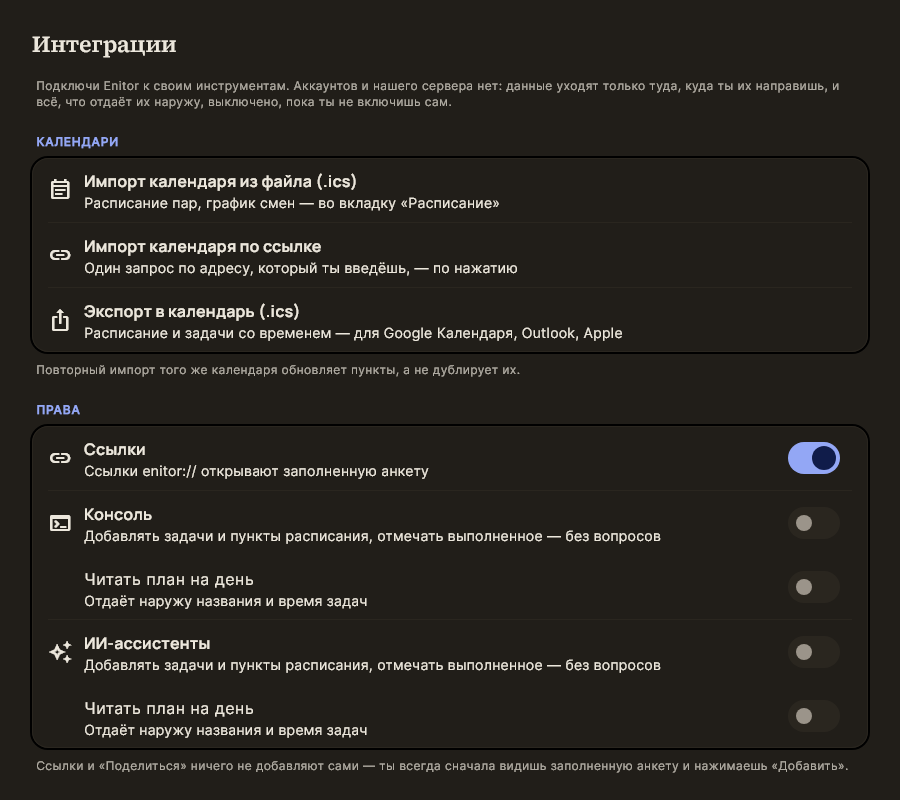 Интеграции
Подключи Enitor к своим инструментам. Аккаунтов и нашего сервера нет: данные уходят только туда, куда ты их направишь, и
всё, что отдаёт их наружу, выключено, пока ты не включишь сам.
КАЛЕНДАРИ
Импорт календаря из файла (.ics)
Расписание пар, график смен — во вкладку «Расписание»
Импорт календаря по ссылке
Один запрос по адресу, который ты введёшь, — по нажатию
Экспорт в календарь (.ics)
Расписание и задачи со временем — для Google Календаря, Outlook, Apple
Повторный импорт того же календаря обновляет пункты, а не дублирует их.
ПРАВА
Ссылки
Ссылки enitor:// открывают заполненную анкету
Консоль
Добавлять задачи и пункты расписания, отмечать выполненное — без вопросов
Читать план на день
Отдаёт наружу названия и время задач
ИИ-ассистенты
Добавлять задачи и пункты расписания, отмечать выполненное — без вопросов
Читать план на день
Отдаёт наружу названия и время задач
Ссылки и «Поделиться» ничего не добавляют сами — ты всегда сначала видишь заполненную анкету и нажимаешь «Добавить».